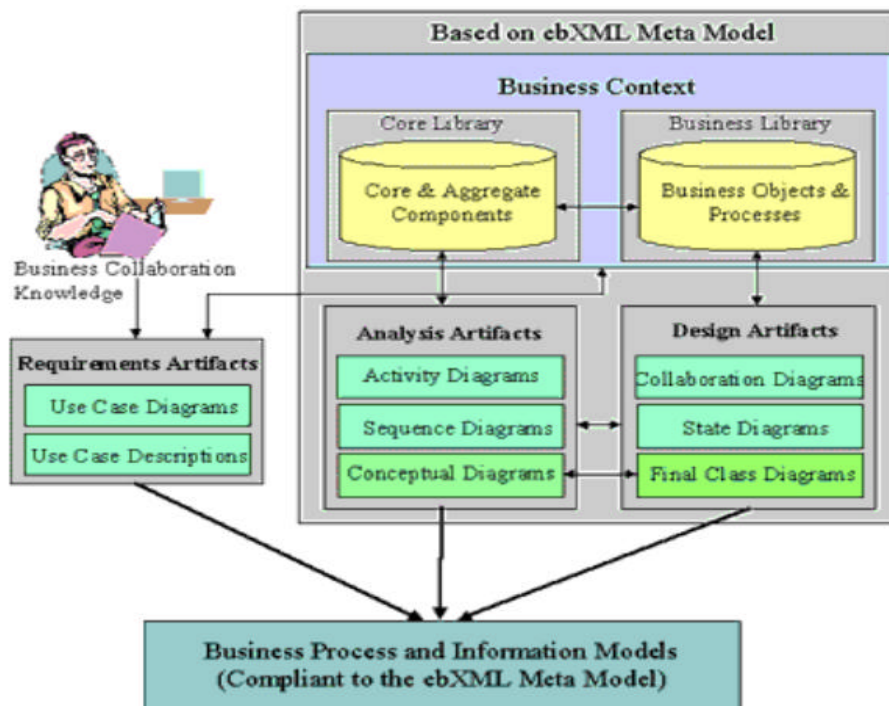 Based on ebXML Meta Model
Business Context
Core Library
Business Library
Core & Aggregate
Components
Business Objects &
Processes
Business Collaboration
Knowledge
Requirements Artifacts
Use Case Diagrams
Use Case Descriptions
Analysis Artifacts
Activity Diagrams
Sequence Diagrams
Conceptual Diagrams
Design Artifacts
Collaboration Diagrams
State Diagrams
Final Class Diagrams
Business Process and Information Models
(Compliant to the ebXML Meta Model)